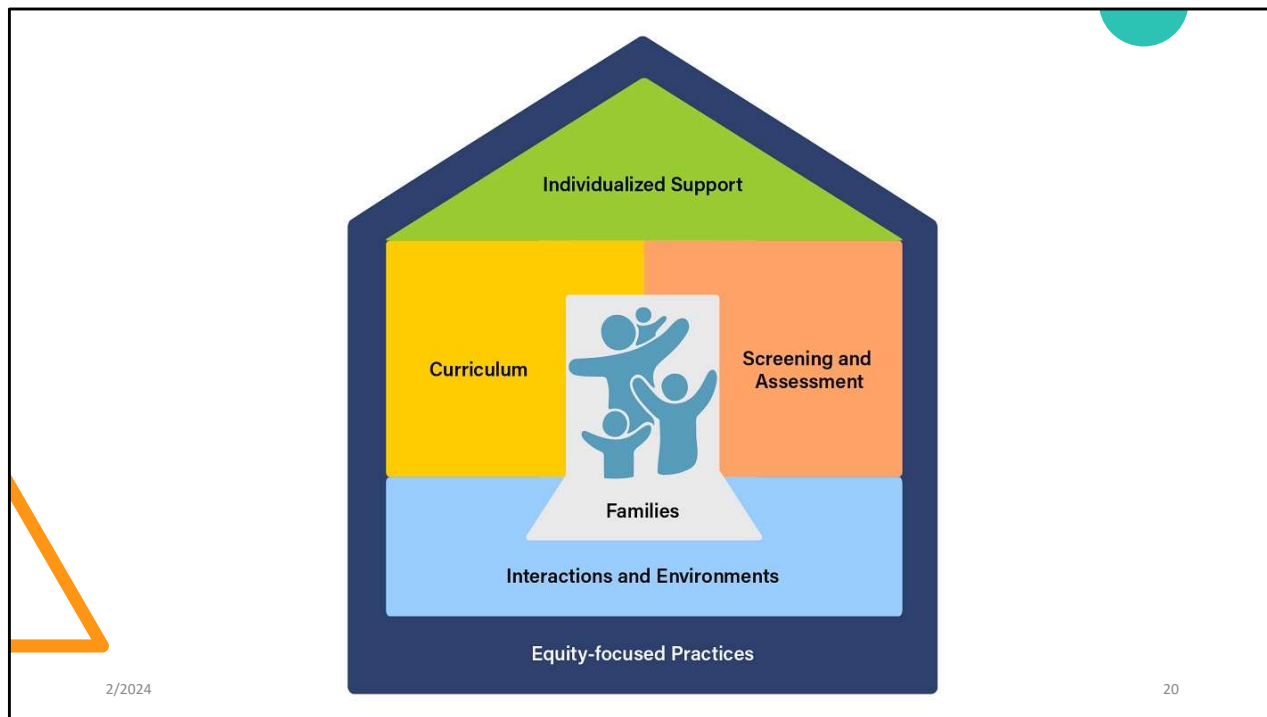 Individualized Support
Curriculum
Screening and
Assessment
Families
Interactions and Environments
Equity-focused Practices
2/2024
20